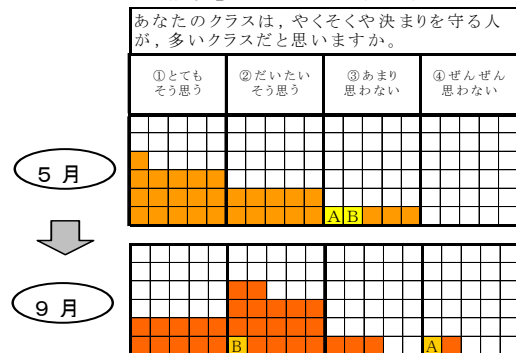 あなたのクラスは，やくそくや決まりを守る人
が，多いクラスだと思いますか。
①とても
そう思う
②だいたい
そう思う
③あまり
思わない
④ぜんぜん
思わない
5 月
A B
9 月
B
A